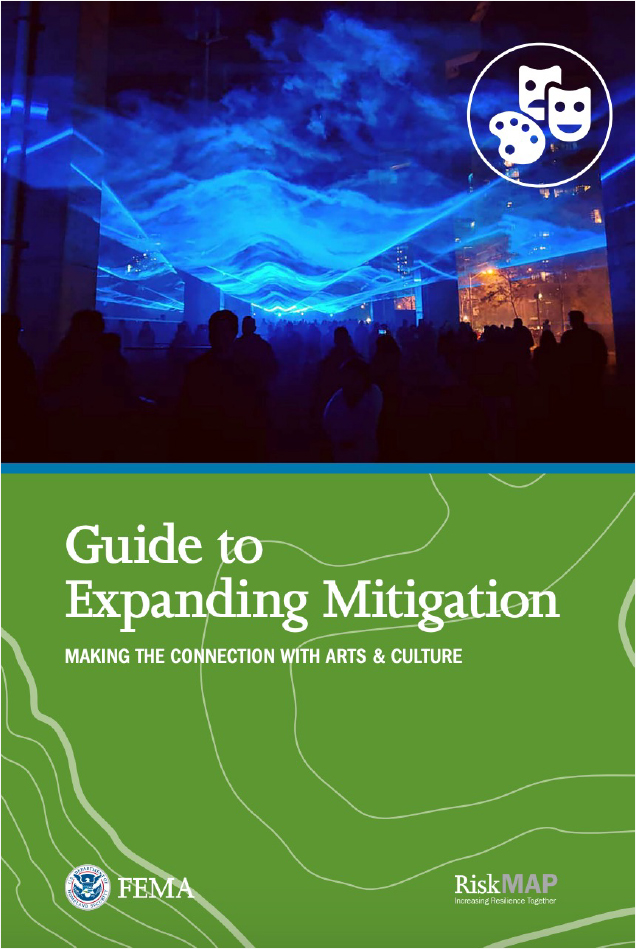 Guide to
Expanding Mitigation
MAKING THE CONNECTION WITH ARTS & CULTURE
FEMA
RiskMAP
Increasing Resilience Together